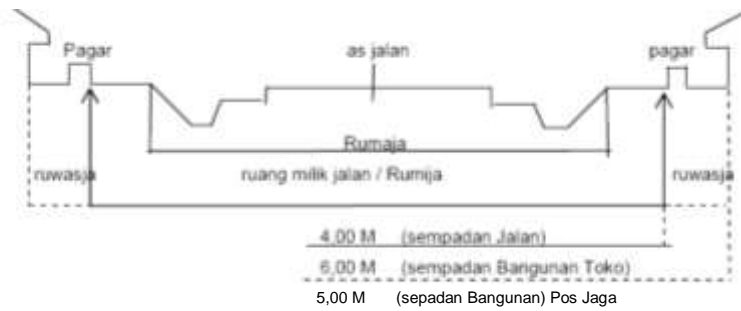 Pagar as jalan pagar
Rumaja
ruwasja ruang milik jalan / Rumija ruwasja
4,00 M (sempadan Jalan)
6,00 M (sempadan Bangunan Toko)
5,00 M (sepadan Bangunan) Pos Jaga